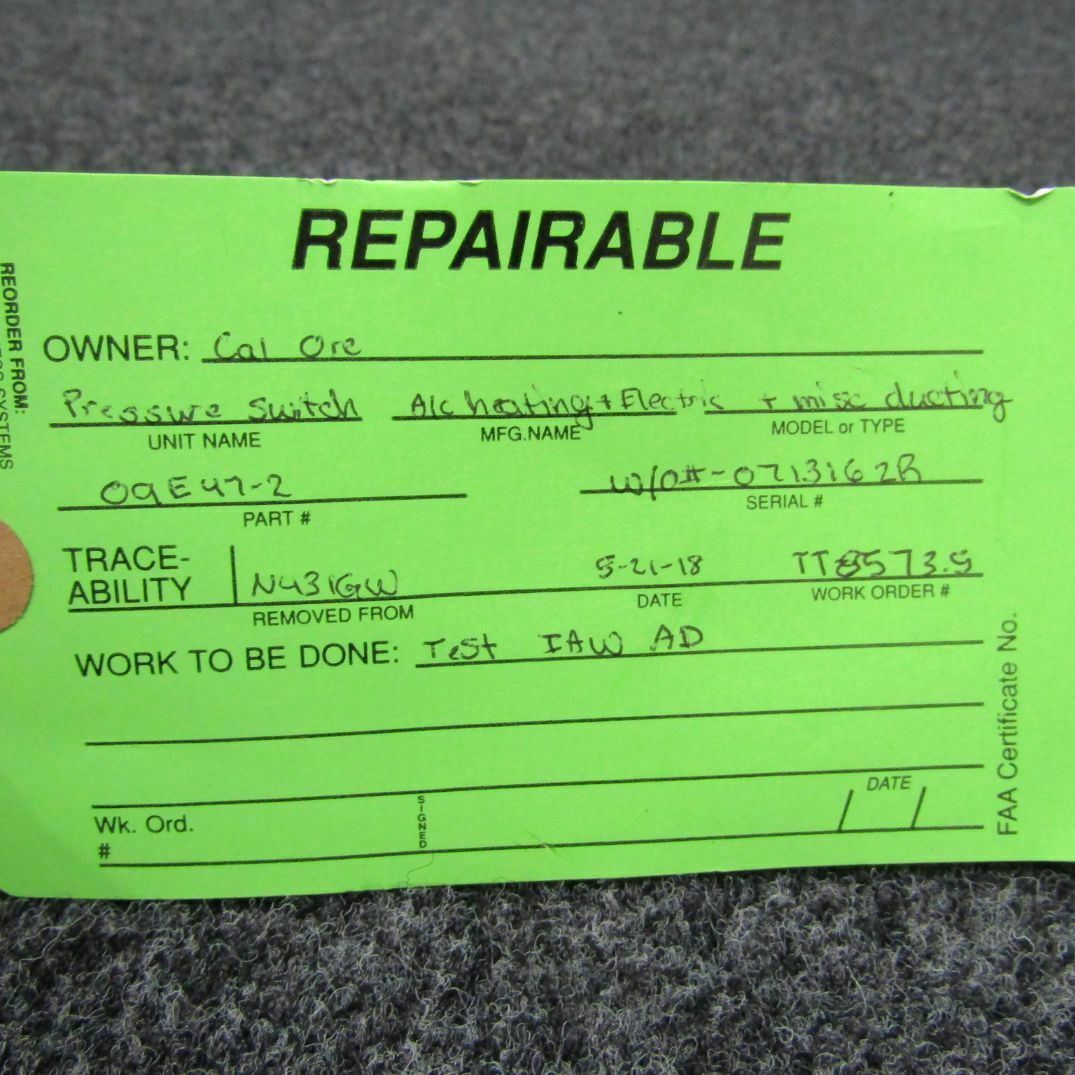 REPAIRABLE
REORDER FROM:
SYSTEMS
OWNER: Cal Ore
Pressure Switch A/c heating + Electric + misc ducting
UNIT NAME MFG.NAME MODEL or TYPE
09E47-2 W/O#-0713162R
PART # SERIAL #
TRACE-
ABILITY N431GW 5-21-18 TT8573.5
REMOVED FROM DATE WORK ORDER #
WORK TO BE DONE: Test IAW AD
DATE
Wk. Ord. SIGNED / /
#
FAA Certificate No.